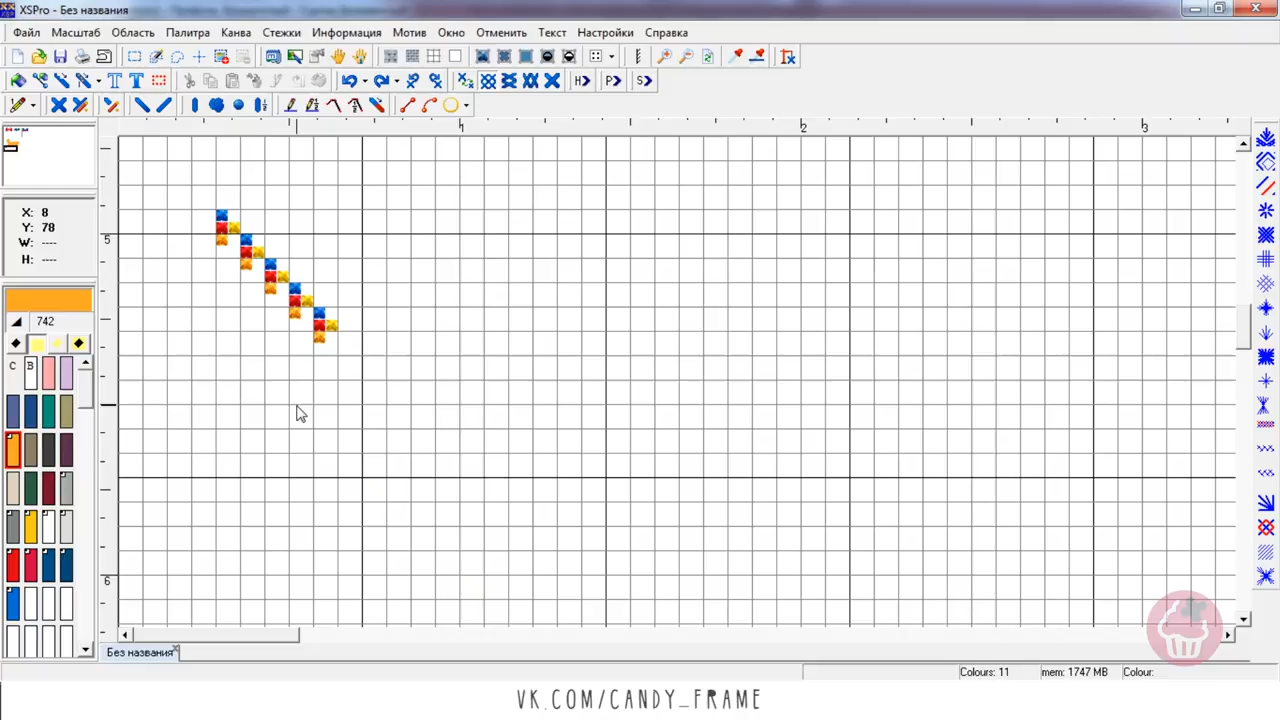 XSPro - Без названия
Файл Масштаб Область Палитра Канва Стежки Информация Мотив Окно Отменить Текст Настройки Справка
H> P> S>
1 2 3
X: 8
Y: 78
W: ----
H: ----
742
C B
5
6
Без названия
Colours: 11 mem: 1747 MB Colour:
VK.COM/CANDY_FRAME